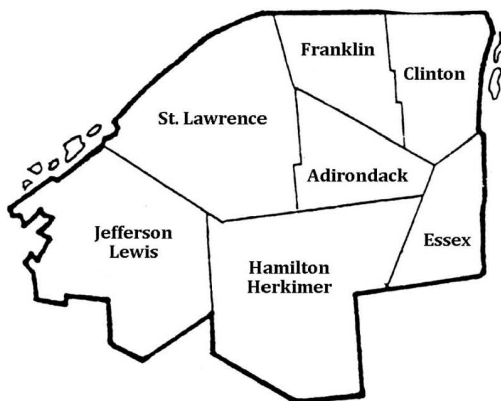 Franklin
Clinton
St. Lawrence
Adirondack
Jefferson
Lewis
Essex
Hamilton
Herkimer